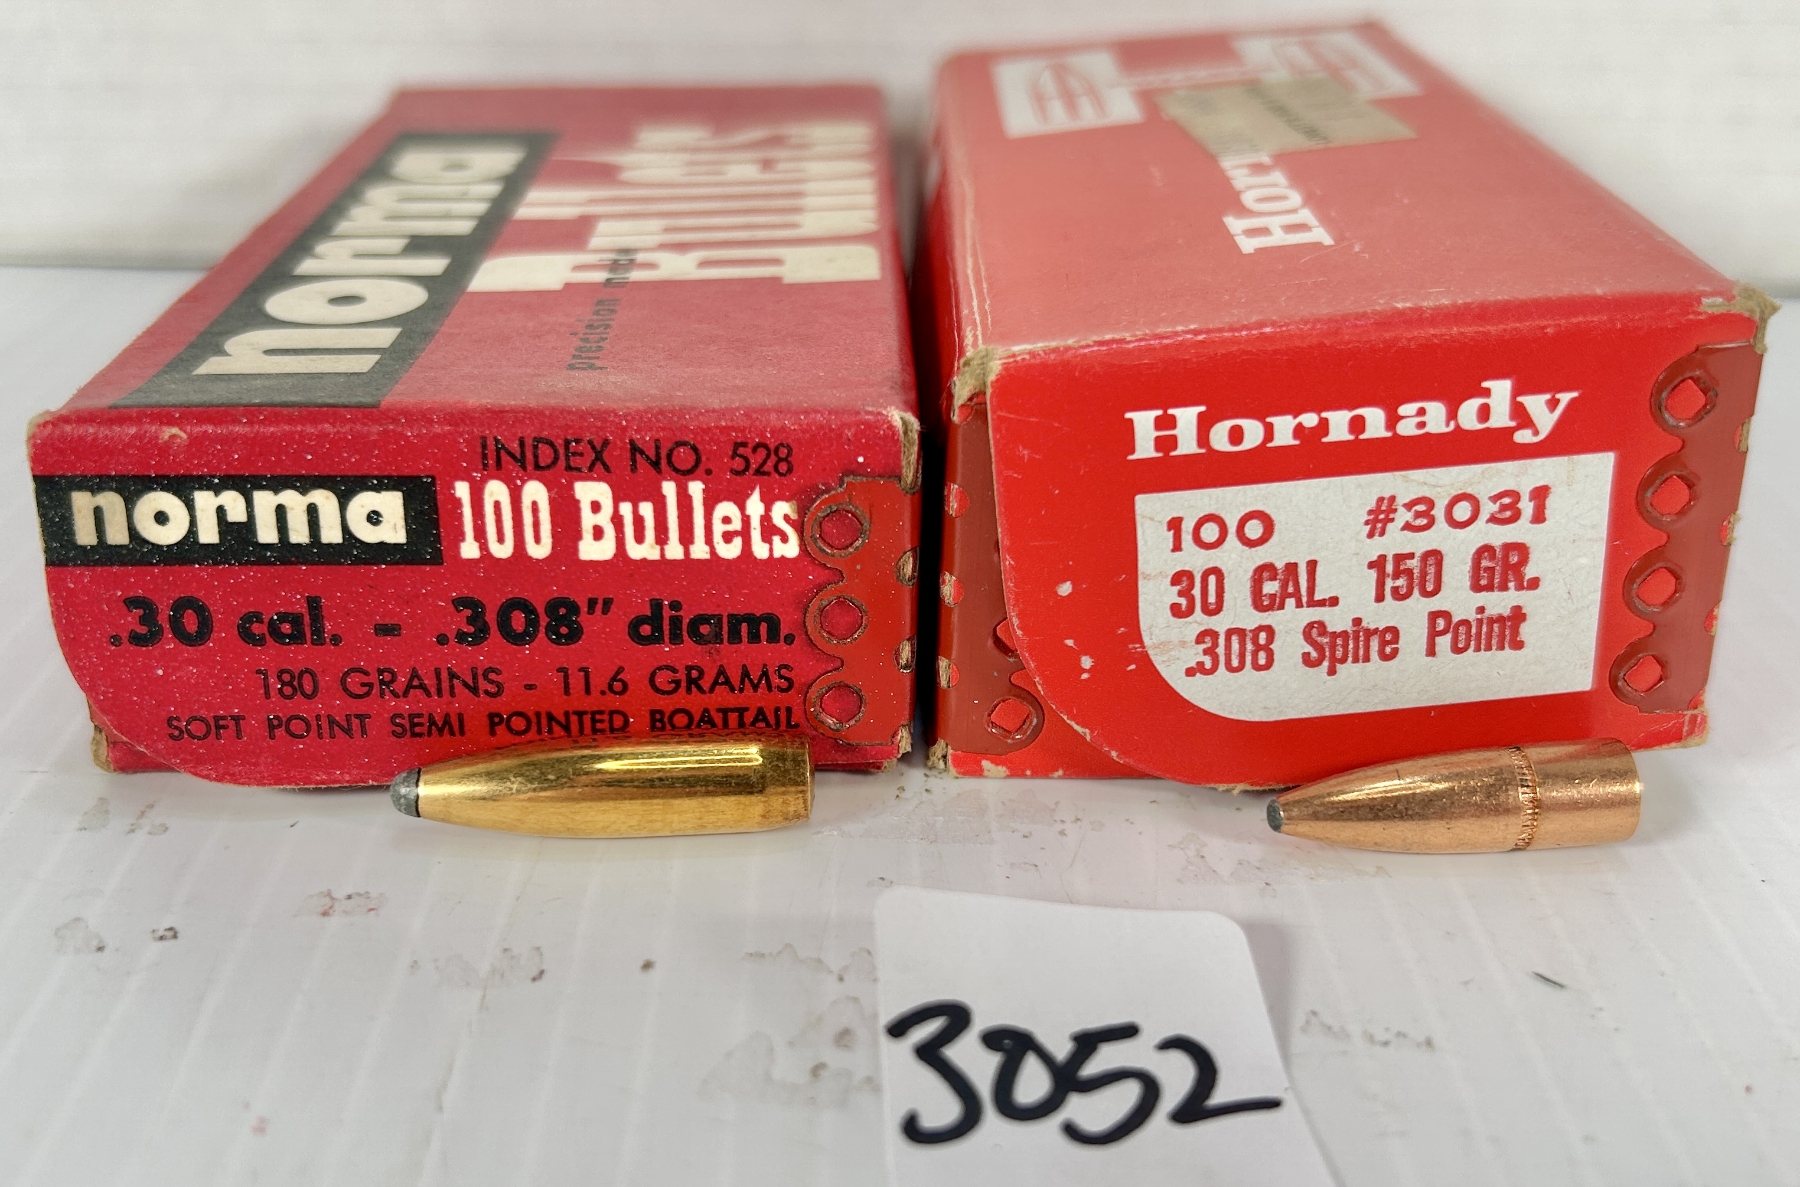 norma
Bullets
precision made
INDEX NO. 528
norma 100 Bullets
.30 cal. - .308" diam.
180 GRAINS - 11.6 GRAMS
SOFT POINT SEMI POINTED BOATTAIL
Hornady
100 #3031
30 CAL. 150 GR.
.308 Spire Point
3052